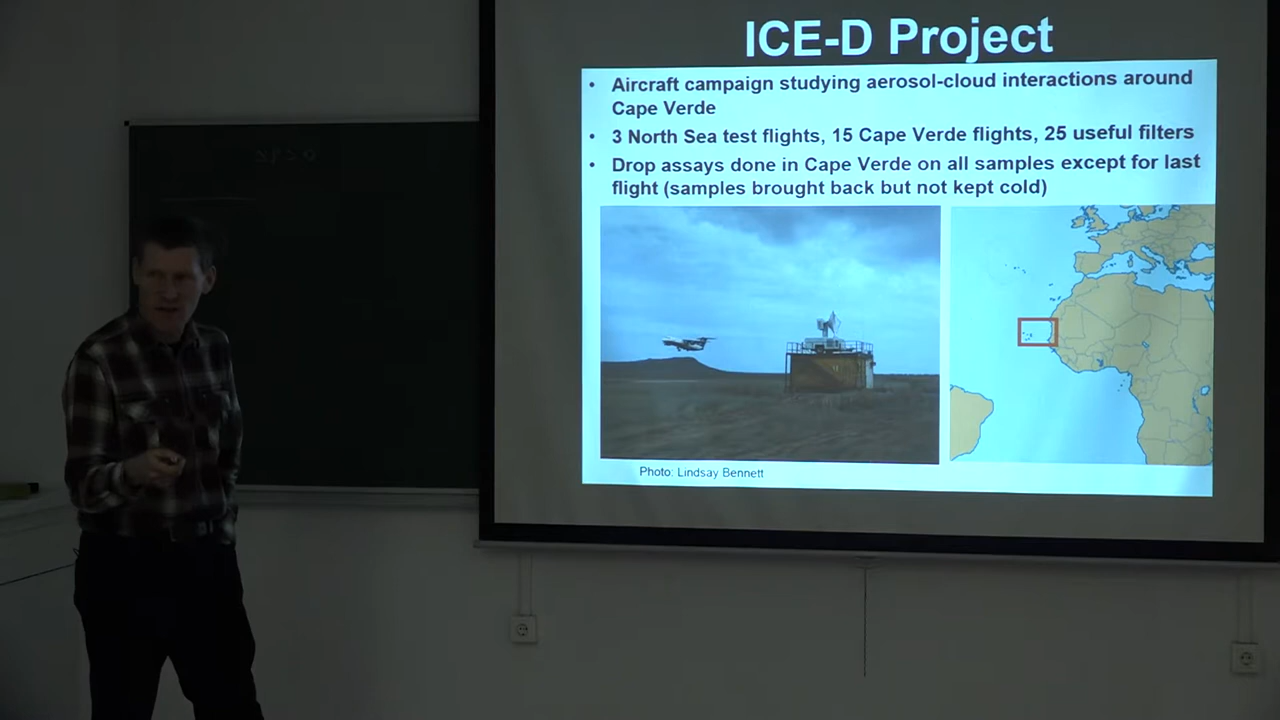 ICE-D Project
• Aircraft campaign studying aerosol-cloud interactions around
Cape Verde
• 3 North Sea test flights, 15 Cape Verde flights, 25 useful filters
• Drop assays done in Cape Verde on all samples except for last
flight (samples brought back but not kept cold)
Photo: Lindsay Bennett